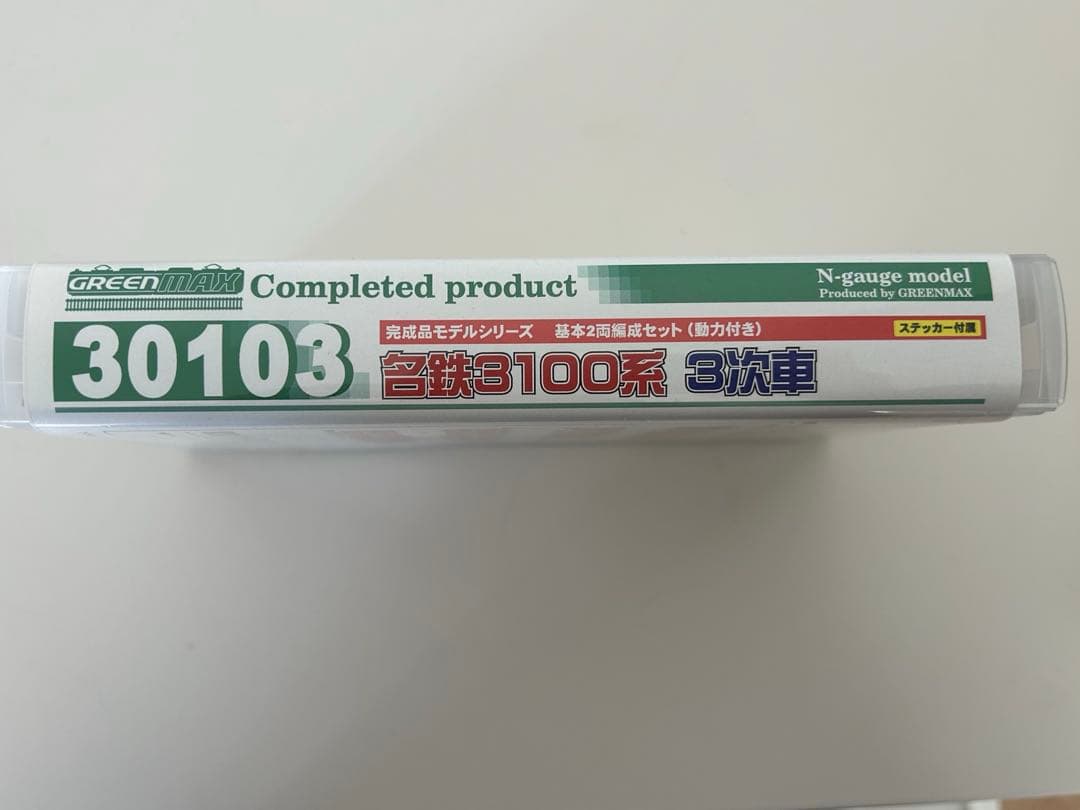 GREENMAX Completed product
N-gauge model
Produced by GREENMAX
30103
完成品モデルシリーズ 基本2両編成セット(動力付き)
ステッカー付属
名鉄3100系 3次車